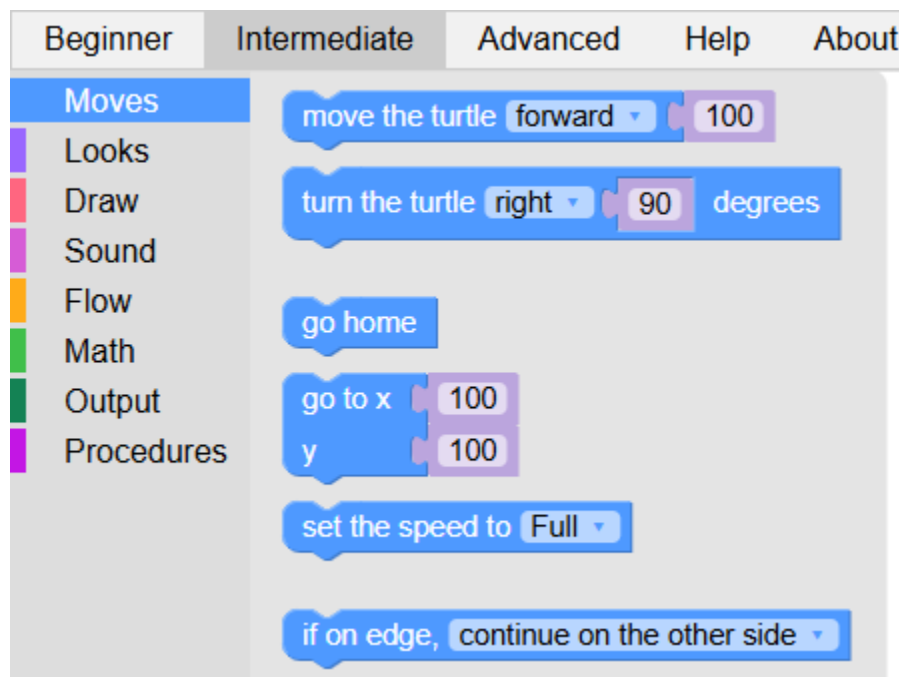 Beginner Intermediate Advanced Help About
Moves
Looks
Draw
Sound
Flow
Math
Output
Procedures
move the turtle forward 100
turn the turtle right 90 degrees
go home
go to x 100
y 100
set the speed to Full
if on edge, continue on the other side